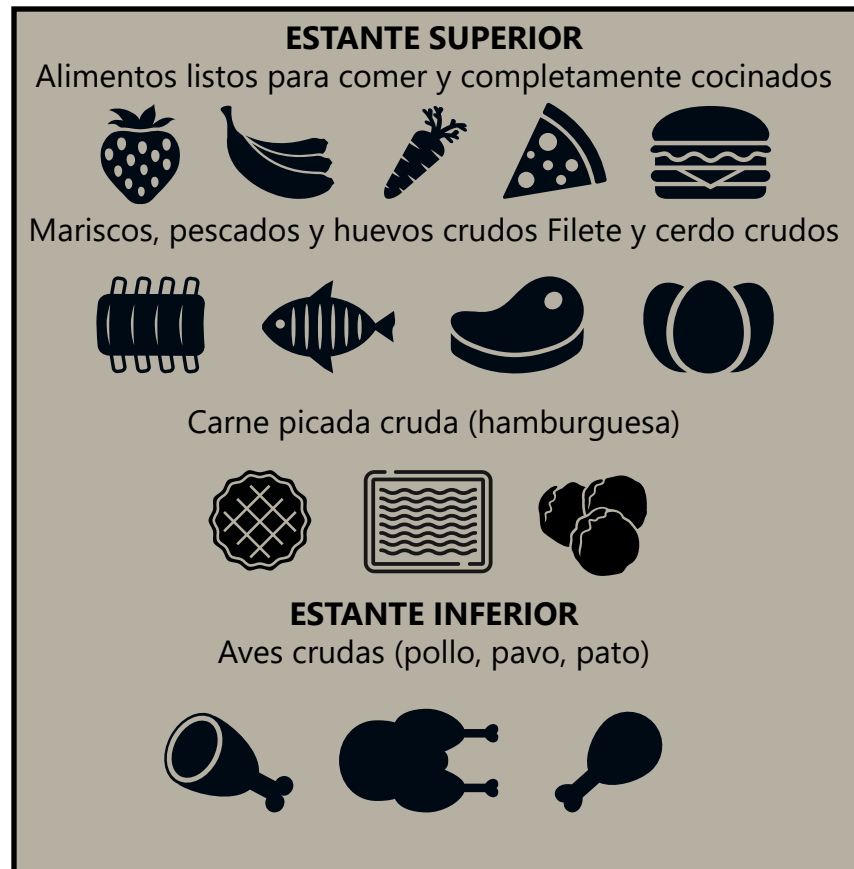 ESTANTE SUPERIOR
Alimentos listos para comer y completamente cocinados
Mariscos, pescados y huevos crudos Filete y cerdo crudos
Carne picada cruda (hamburguesa)
ESTANTE INFERIOR
Aves crudas (pollo, pavo, pato)